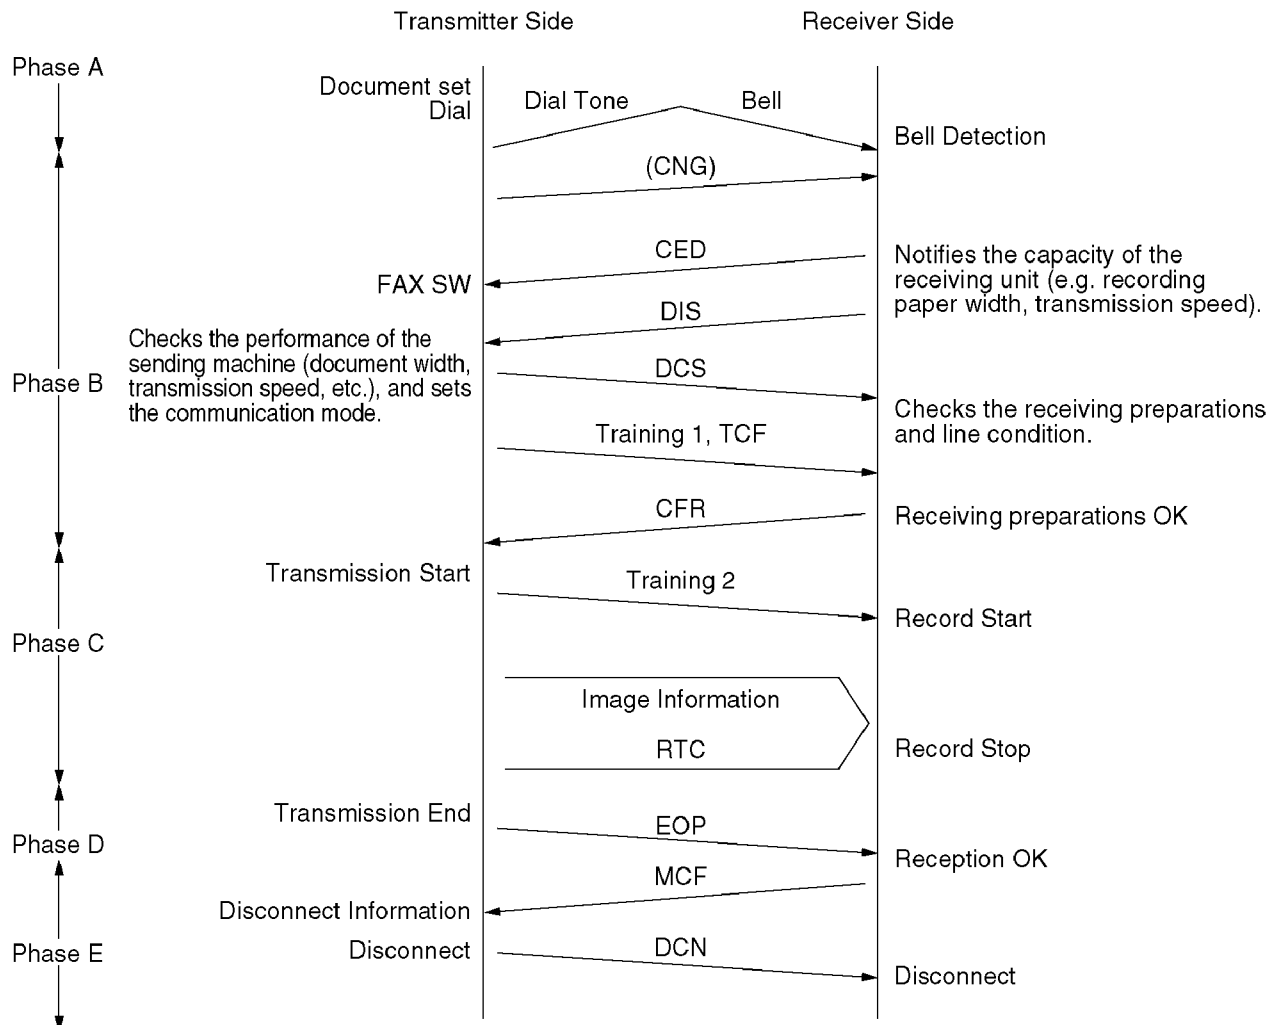 Transmitter Side
Receiver Side
Phase A
Document set
Dial
Dial Tone
Bell
Bell Detection
(CNG)
CED
Notifies the capacity of the
receiving unit (e.g. recording
paper width, transmission speed).
FAX SW
DIS
Checks the performance of the
sending machine (document width,
transmission speed, etc.), and sets
the communication mode.
Phase B
DCS
Checks the receiving preparations
and line condition.
Training 1, TCF
CFR
Receiving preparations OK
Transmission Start
Training 2
Record Start
Phase C
Image Information
RTC
Record Stop
Transmission End
EOP
Phase D
Reception OK
MCF
Disconnect Information
Phase E
Disconnect
DCN
Disconnect